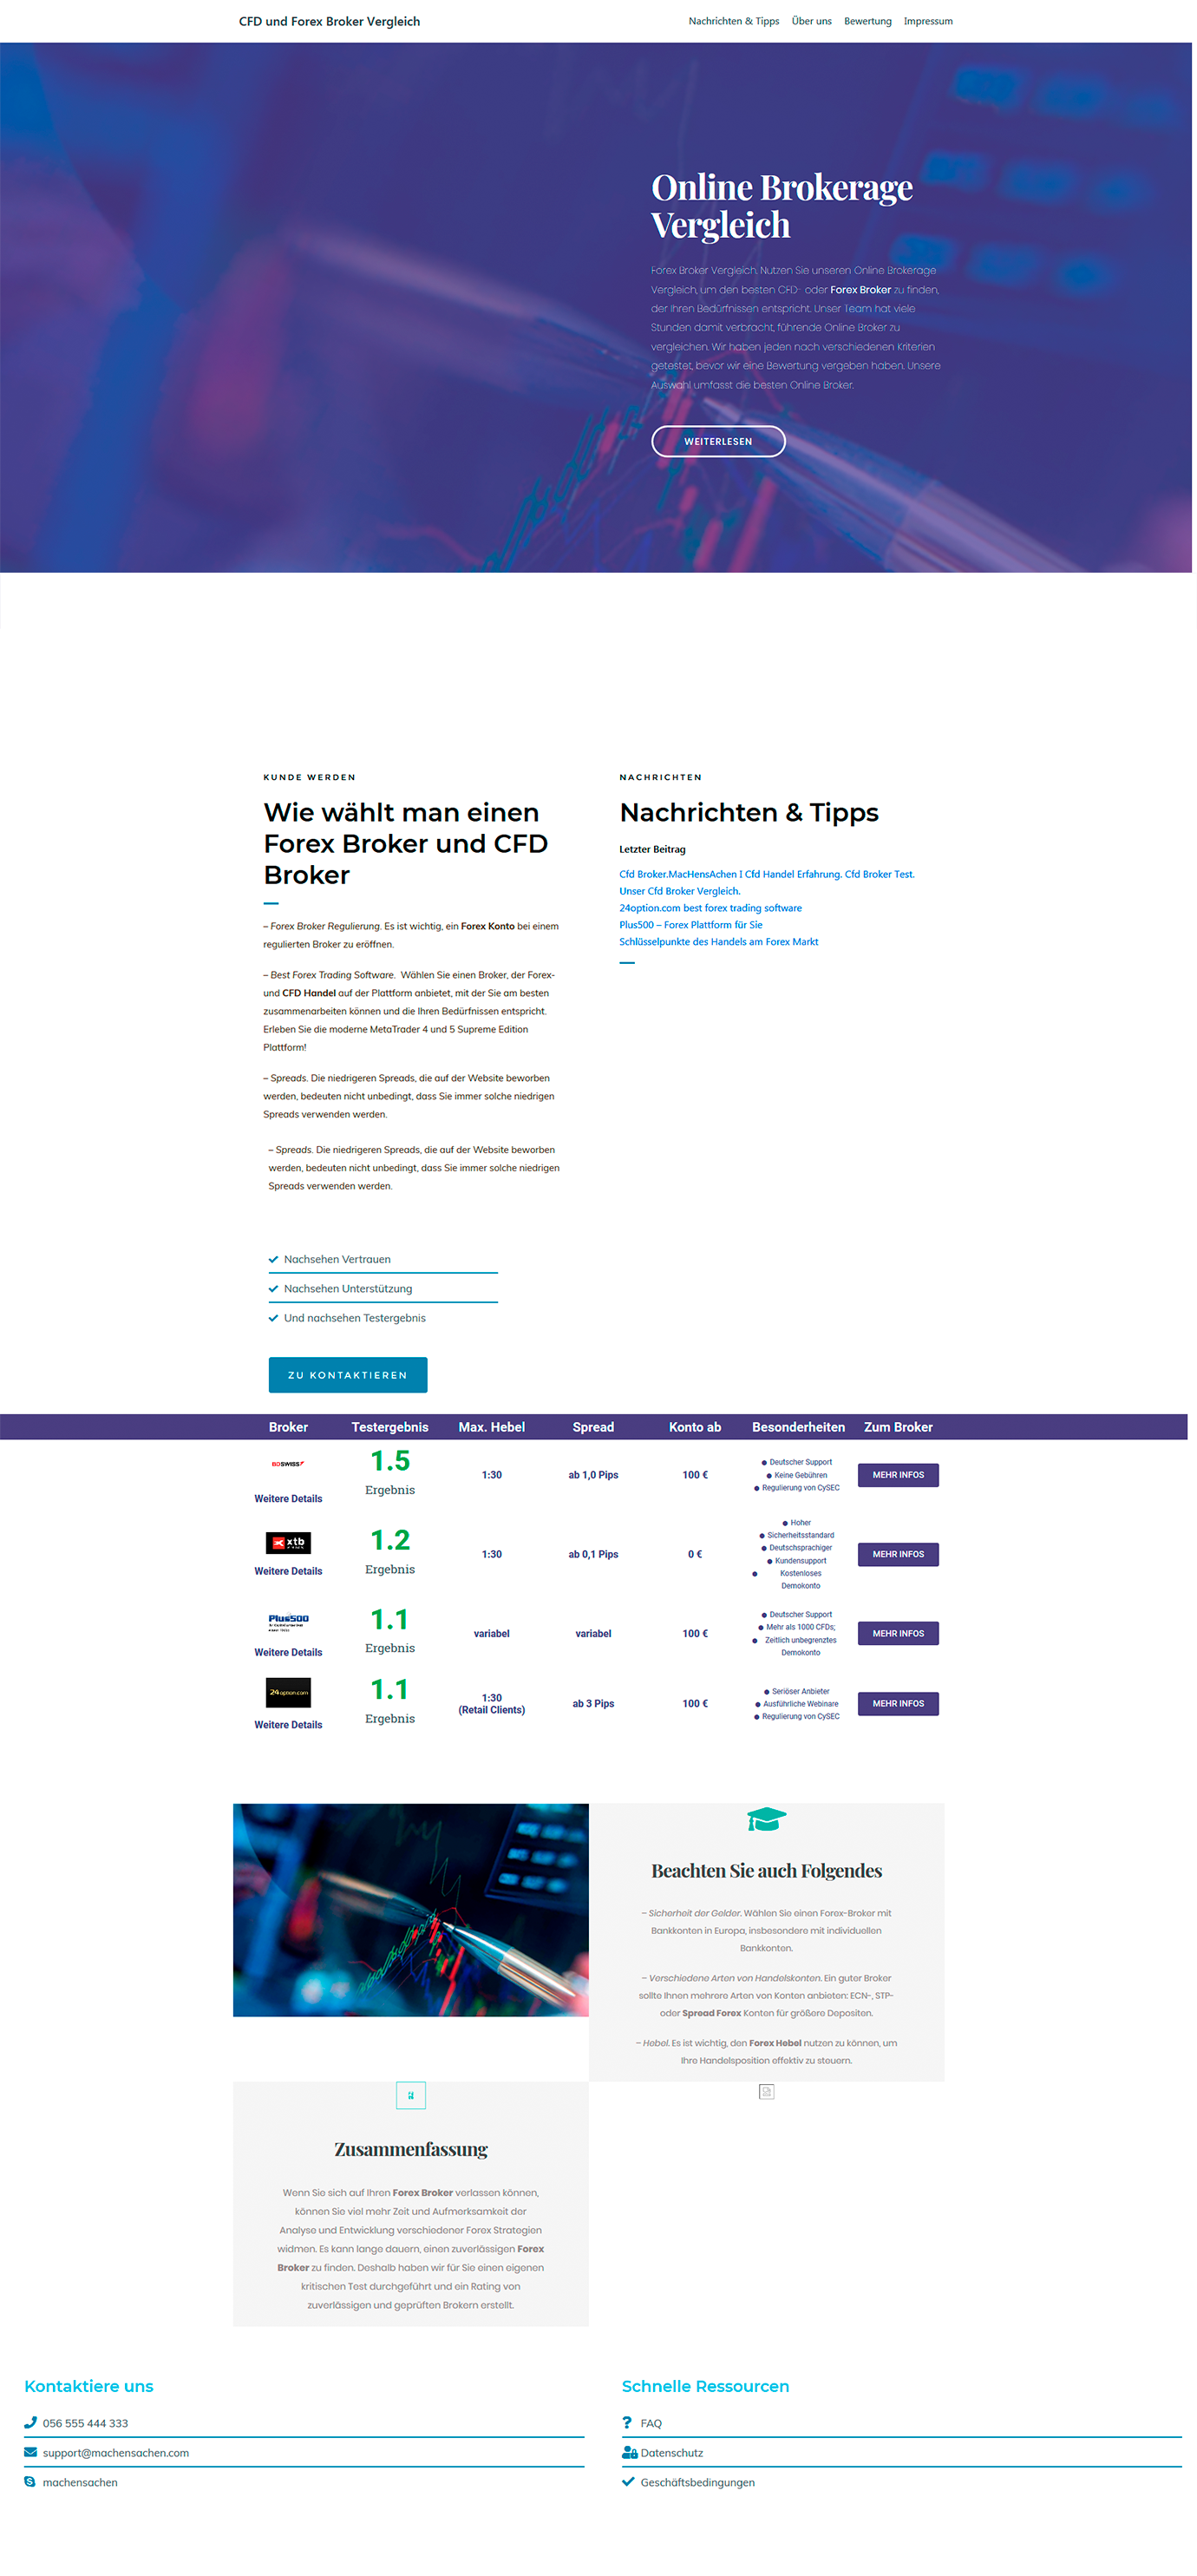 CFD und Forex Broker Vergleich
Nachrichten & Tipps Über uns Bewertung Impressum
Online Brokerage
Vergleich
Forex Broker Vergleich. Nutzen Sie unseren Online Brokerage
Vergleich, um den besten CFD- oder Forex Broker zu finden,
der Ihren Bedürfnissen entspricht. Unser Team hat viele
Stunden damit verbracht, führende Online Broker zu
vergleichen. Wir haben jeden nach verschiedenen Kriterien
getestet, bevor wir eine Bewertung vergeben haben. Unsere
Auswahl umfasst die besten Online Broker.
WEITERLESEN
KUNDE WERDEN
Wie wählt man einen
Forex Broker und CFD
Broker
– Forex Broker Regulierung. Es ist wichtig, ein Forex Konto bei einem
regulierten Broker zu eröffnen.
– Best Forex Trading Software. Wählen Sie einen Broker, der Forex-
und CFD Handel auf der Plattform anbietet, mit der Sie am besten
zusammenarbeiten können und die Ihren Bedürfnissen entspricht.
Erleben Sie die moderne MetaTrader 4 und 5 Supreme Edition
Plattform!
– Spreads. Die niedrigeren Spreads, die auf der Website beworben
werden, bedeuten nicht unbedingt, dass Sie immer solche niedrigen
Spreads verwenden werden.
– Spreads. Die niedrigeren Spreads, die auf der Website beworben
werden, bedeuten nicht unbedingt, dass Sie immer solche niedrigen
Spreads verwenden werden.
Nachsehen Vertrauen
Nachsehen Unterstützung
Und nachsehen Testergebnis
ZU KONTAKTIEREN
NACHRICHTEN
Nachrichten & Tipps
Letzter Beitrag
Cfd Broker.MacHensAchen I Cfd Handel Erfahrung. Cfd Broker Test.
Unser Cfd Broker Vergleich.
24option.com best forex trading software
Plus500 – Forex Plattform für Sie
Schlüsselpunkte des Handels am Forex Markt
Broker Testergebnis Max. Hebel Spread Konto ab Besonderheiten Zum Broker
BDSWISS
Weitere Details
1.5
Ergebnis
1:30
ab 1,0 Pips
100 €
Deutscher Support
Keine Gebühren
Regulierung von CySEC
MEHR INFOS
xtb
Weitere Details
1.2
Ergebnis
1:30
ab 0,1 Pips
0 €
Hoher
Sicherheitsstandard
Deutschsprachiger
Kundensupport
Kostenloses
Demokonto
MEHR INFOS
Plus500
Weitere Details
1.1
Ergebnis
variabel
variabel
100 €
Deutscher Support
Mehr als 1000 CFDs;
Zeitlich unbegrenztes
Demokonto
MEHR INFOS
24option.com
Weitere Details
1.1
Ergebnis
1:30
(Retail Clients)
ab 3 Pips
100 €
Seriöser Anbieter
Ausführliche Webinare
Regulierung von CySEC
MEHR INFOS
Beachten Sie auch Folgendes
– Sicherheit der Gelder. Wählen Sie einen Forex-Broker mit
Bankkonten in Europa, insbesondere mit individuellen
Bankkonten.
– Verschiedene Arten von Handelskonten. Ein guter Broker
sollte Ihnen mehrere Arten von Konten anbieten: ECN-, STP-
oder Spread Forex Konten für größere Depositen.
– Hebel. Es ist wichtig, den Forex Hebel nutzen zu können, um
Ihre Handelsposition effektiv zu steuern.
Zusammenfassung
Wenn Sie sich auf Ihren Forex Broker verlassen können,
können Sie viel mehr Zeit und Aufmerksamkeit der
Analyse und Entwicklung verschiedener Forex Strategien
widmen. Es kann lange dauern, einen zuverlässigen Forex
Broker zu finden. Deshalb haben wir für Sie einen eigenen
kritischen Test durchgeführt und ein Rating von
zuverlässigen und geprüften Brokern erstellt.
Kontaktiere uns
056 555 444 333
support@machensachen.com
machensachen
Schnelle Ressourcen
FAQ
Datenschutz
Geschäftsbedingungen